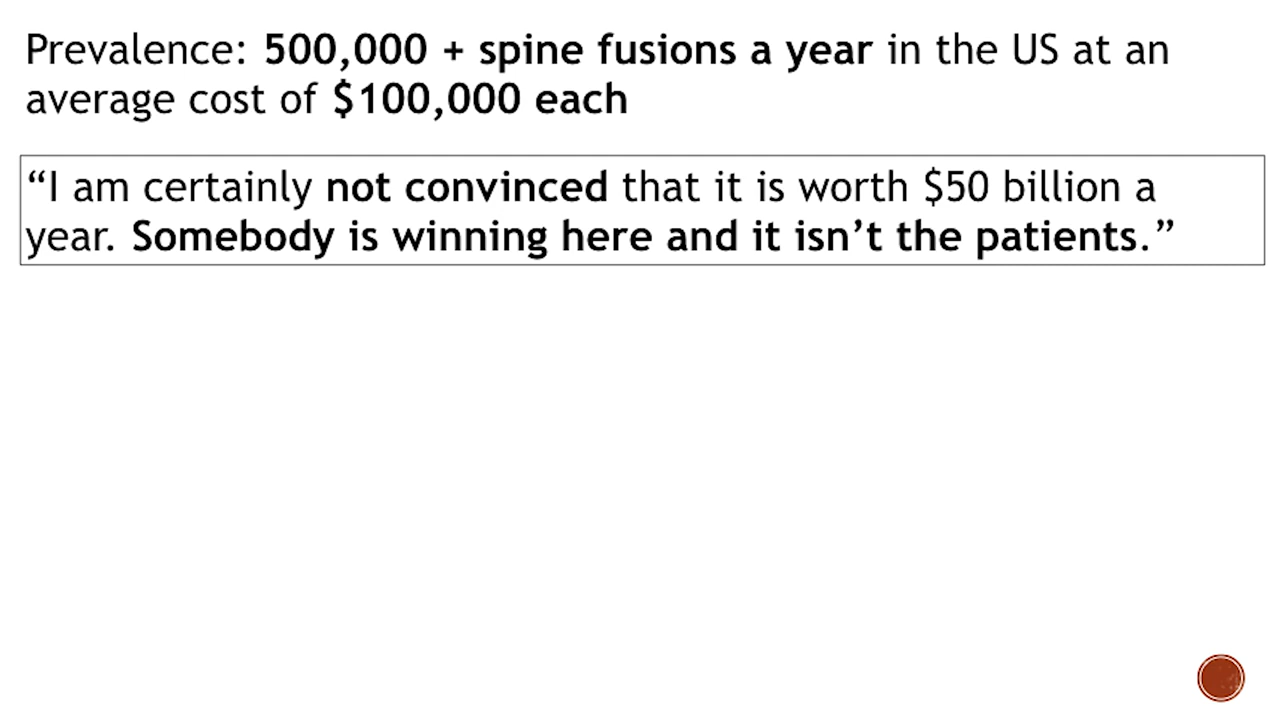 Prevalence: 500,000 + spine fusions a year in the US at an
average cost of $100,000 each
“I am certainly not convinced that it is worth $50 billion a
year. Somebody is winning here and it isn’t the patients.”